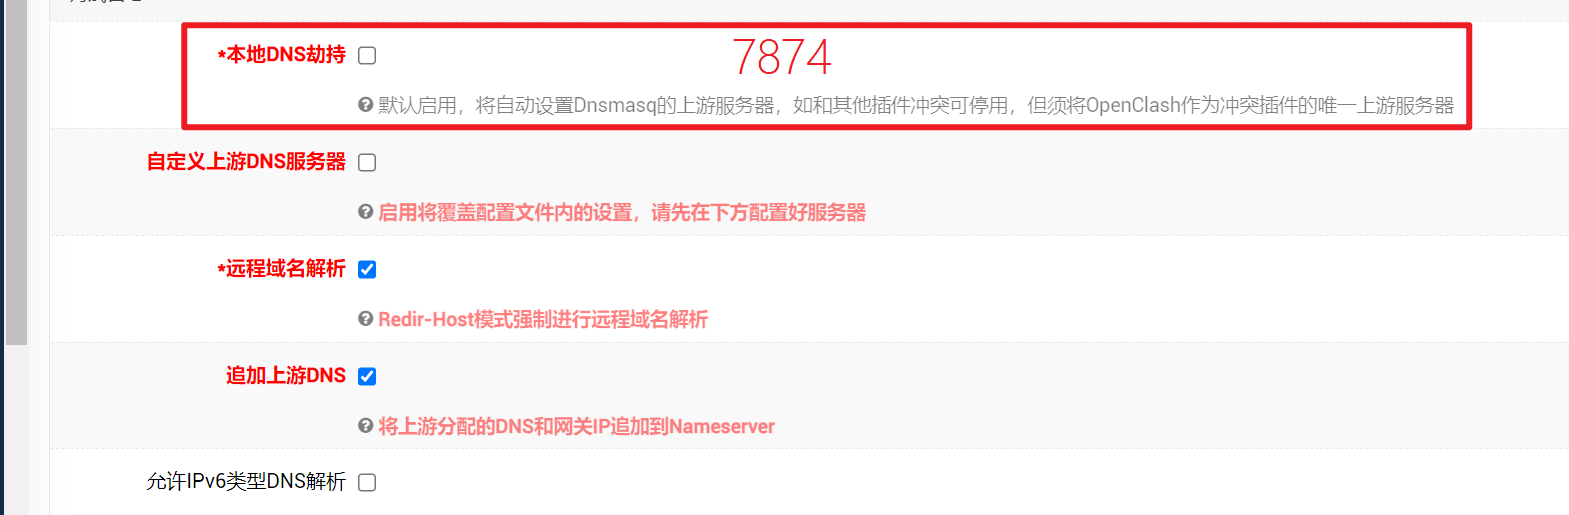 *本地DNS劫持
7874
默认启用，将自动设置Dnsmasq的上游服务器，如和其他插件冲突可停用，但须将OpenClash作为冲突插件的唯一上游服务器
自定义上游DNS服务器
启用将覆盖配置文件内的设置，请先在下方配置好服务器
*远程域名解析
Redir-Host模式强制进行远程域名解析
追加上游DNS
将上游分配的DNS和网关IP追加到Nameserver
允许IPv6类型DNS解析